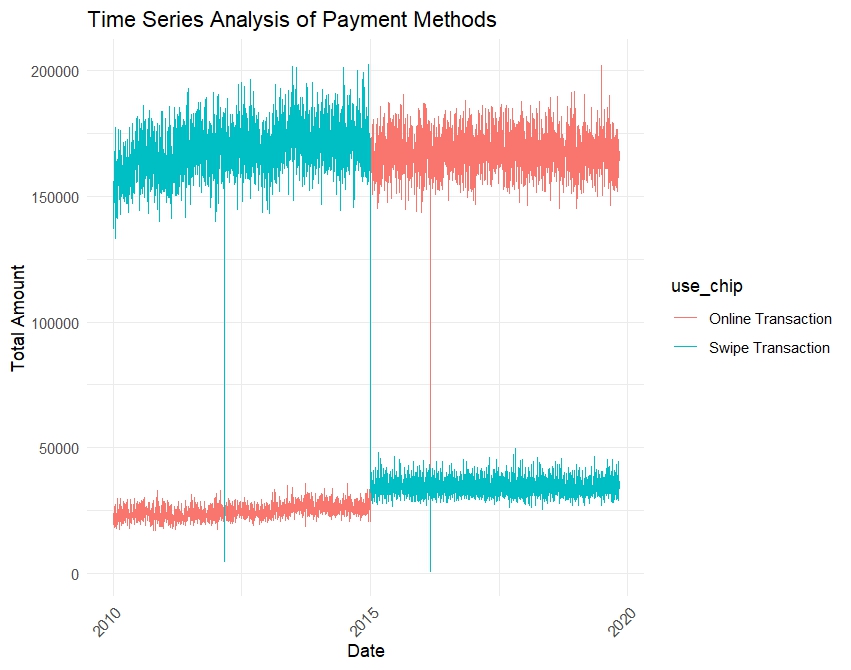 Time Series Analysis of Payment Methods
Total Amount
200000
150000
100000
50000
0
2010
2015
2020
Date
use_chip
Online Transaction
Swipe Transaction